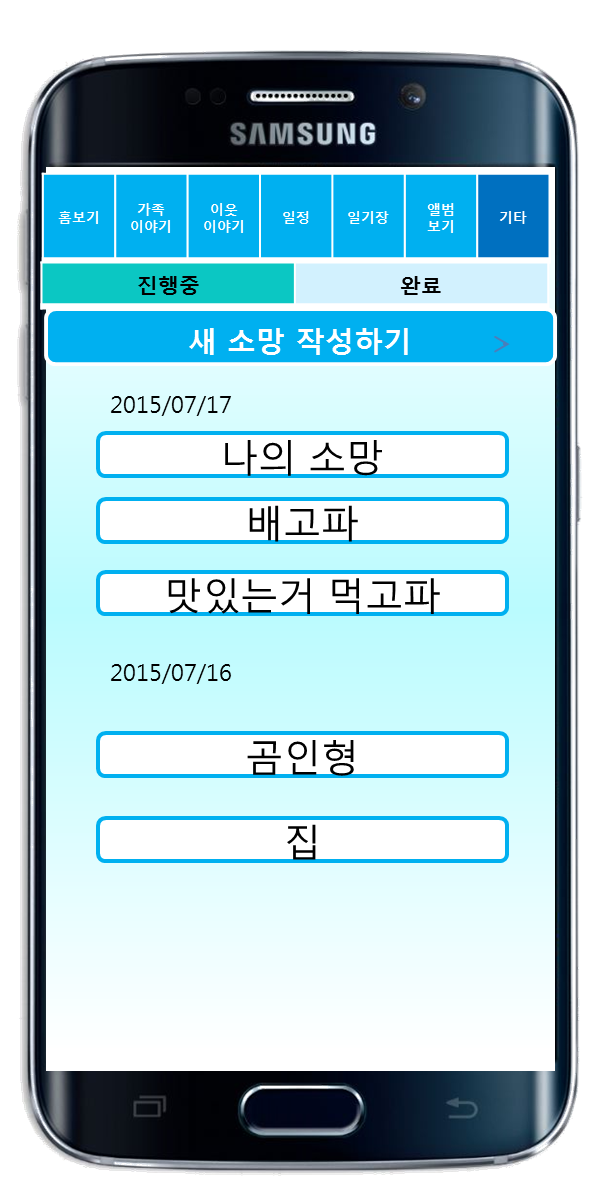 SAMSUNG
홈보기
가족
이야기
이웃
이야기
일정
일기장
앨범
보기
기타
진행중
완료
새 소망 작성하기 >
2015/07/17
나의 소망
배고파
맛있는거 먹고파
2015/07/16
곰인형
집